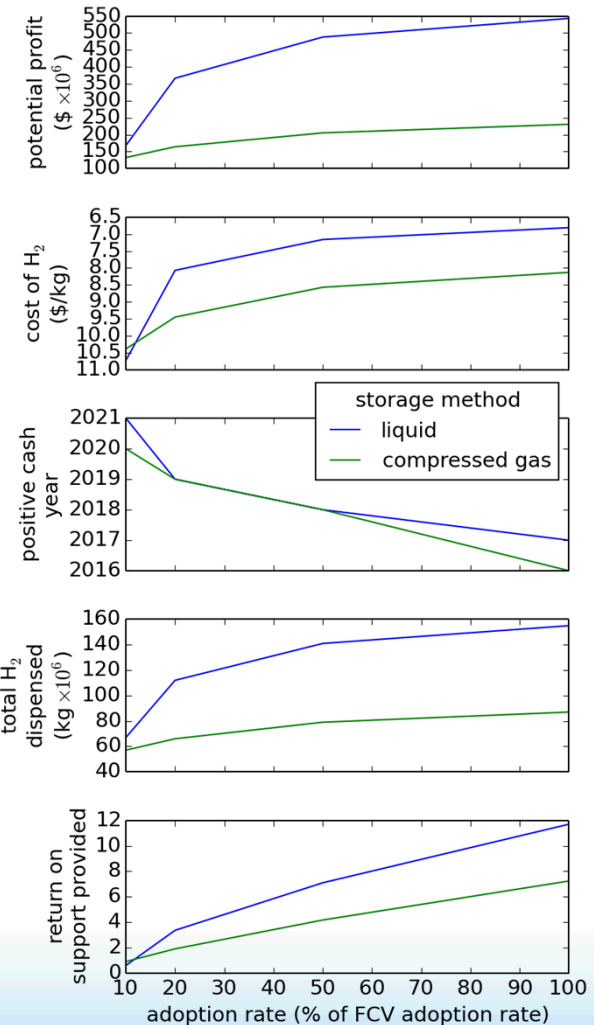 potential profit
($ ×10⁶)
550
500
450
400
350
300
250
200
150
100
cost of H₂
($/kg)
6.5
7.0
7.5
8.0
8.5
9.0
9.5
10.0
10.5
11.0
storage method
liquid
compressed gas
positive cash
year
2021
2020
2019
2018
2017
2016
total H₂
dispensed
(kg ×10⁶)
160
140
120
100
80
60
40
return on
support provided
12
10
8
6
4
2
0
10 20 30 40 50 60 70 80 90 100
adoption rate (% of FCV adoption rate)